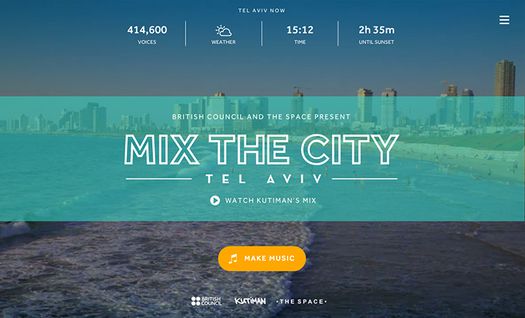 TEL AVIV NOW
414,600 15:12 2h 35m
VOICES WEATHER TIME UNTIL SUNSET
BRITISH COUNCIL AND THE SPACE PRESENT
MIX THE CITY
TEL AVIV
WATCH KUTIMAN'S MIX
MAKE MUSIC
BRITISH COUNCIL KUTIMAN •THE SPACE•